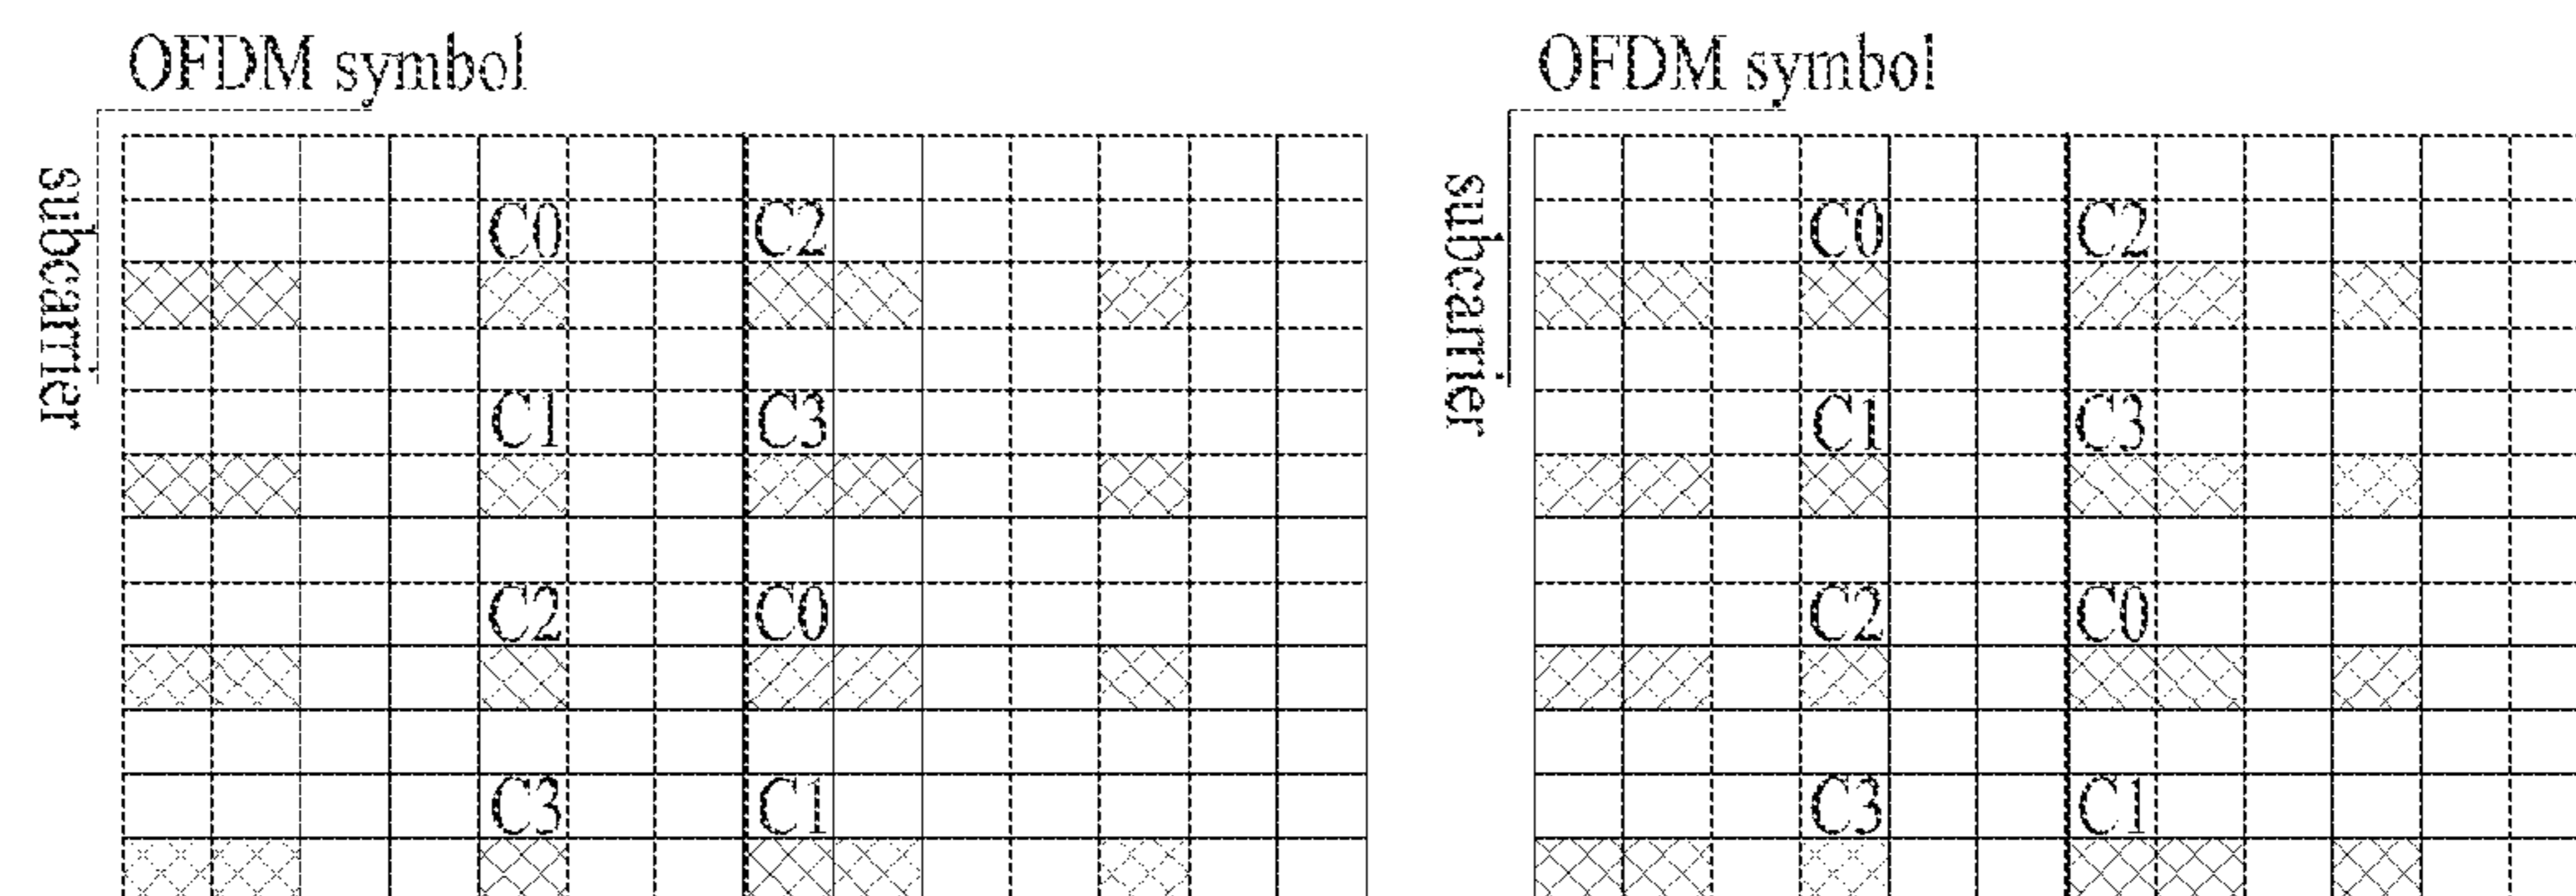 OFDM symbol
subcarrier
C0 C2
C1 C3
C2 C0
C3 C1
OFDM symbol
subcarrier
C0 C2
C1 C3
C2 C0
C3 C1